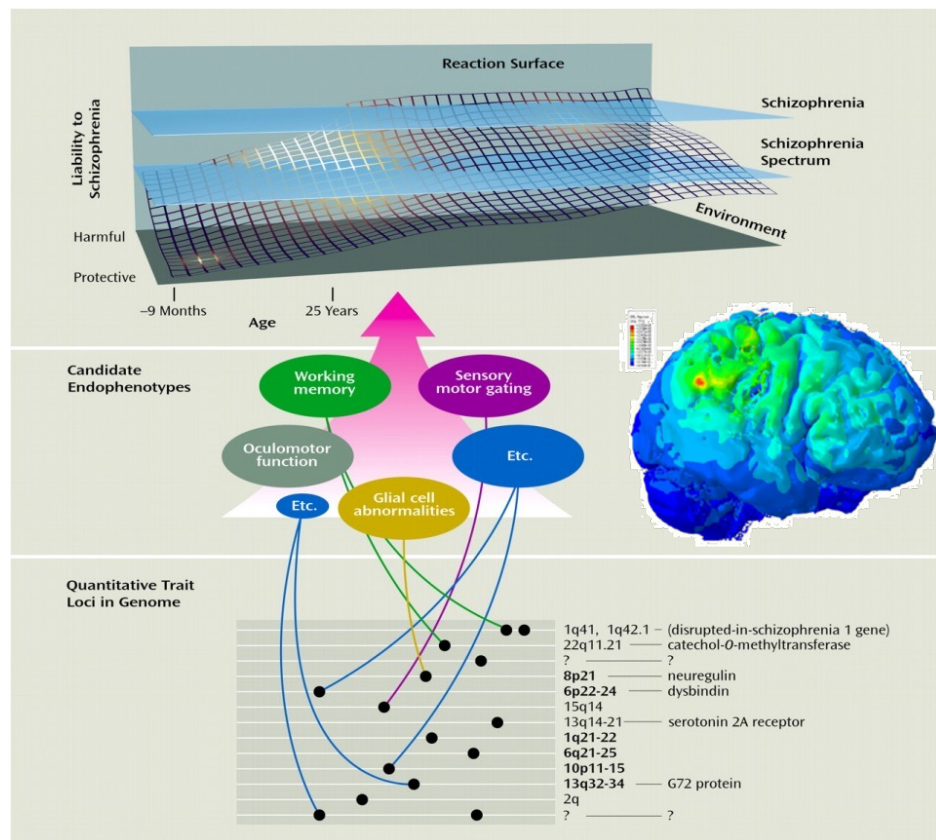 Reaction Surface
Liability to
Schizophrenia
Schizophrenia
Schizophrenia
Spectrum
Environment
Harmful
Protective
–9 Months
25 Years
Age
Candidate
Endophenotypes
Working
memory
Sensory
motor gating
Oculomotor
function
Etc.
Etc.
Glial cell
abnormalities
Quantitative Trait
Loci in Genome
1q41, 1q42.1 – (disrupted-in-schizophrenia 1 gene)
22q11.21 — catechol-O-methyltransferase
? — ?
8p21 — neuregulin
6p22-24 — dysbindin
15q14
13q14-21 — serotonin 2A receptor
1q21-22
6q21-25
10p11-15
13q32-34 — G72 protein
2q
? — ?